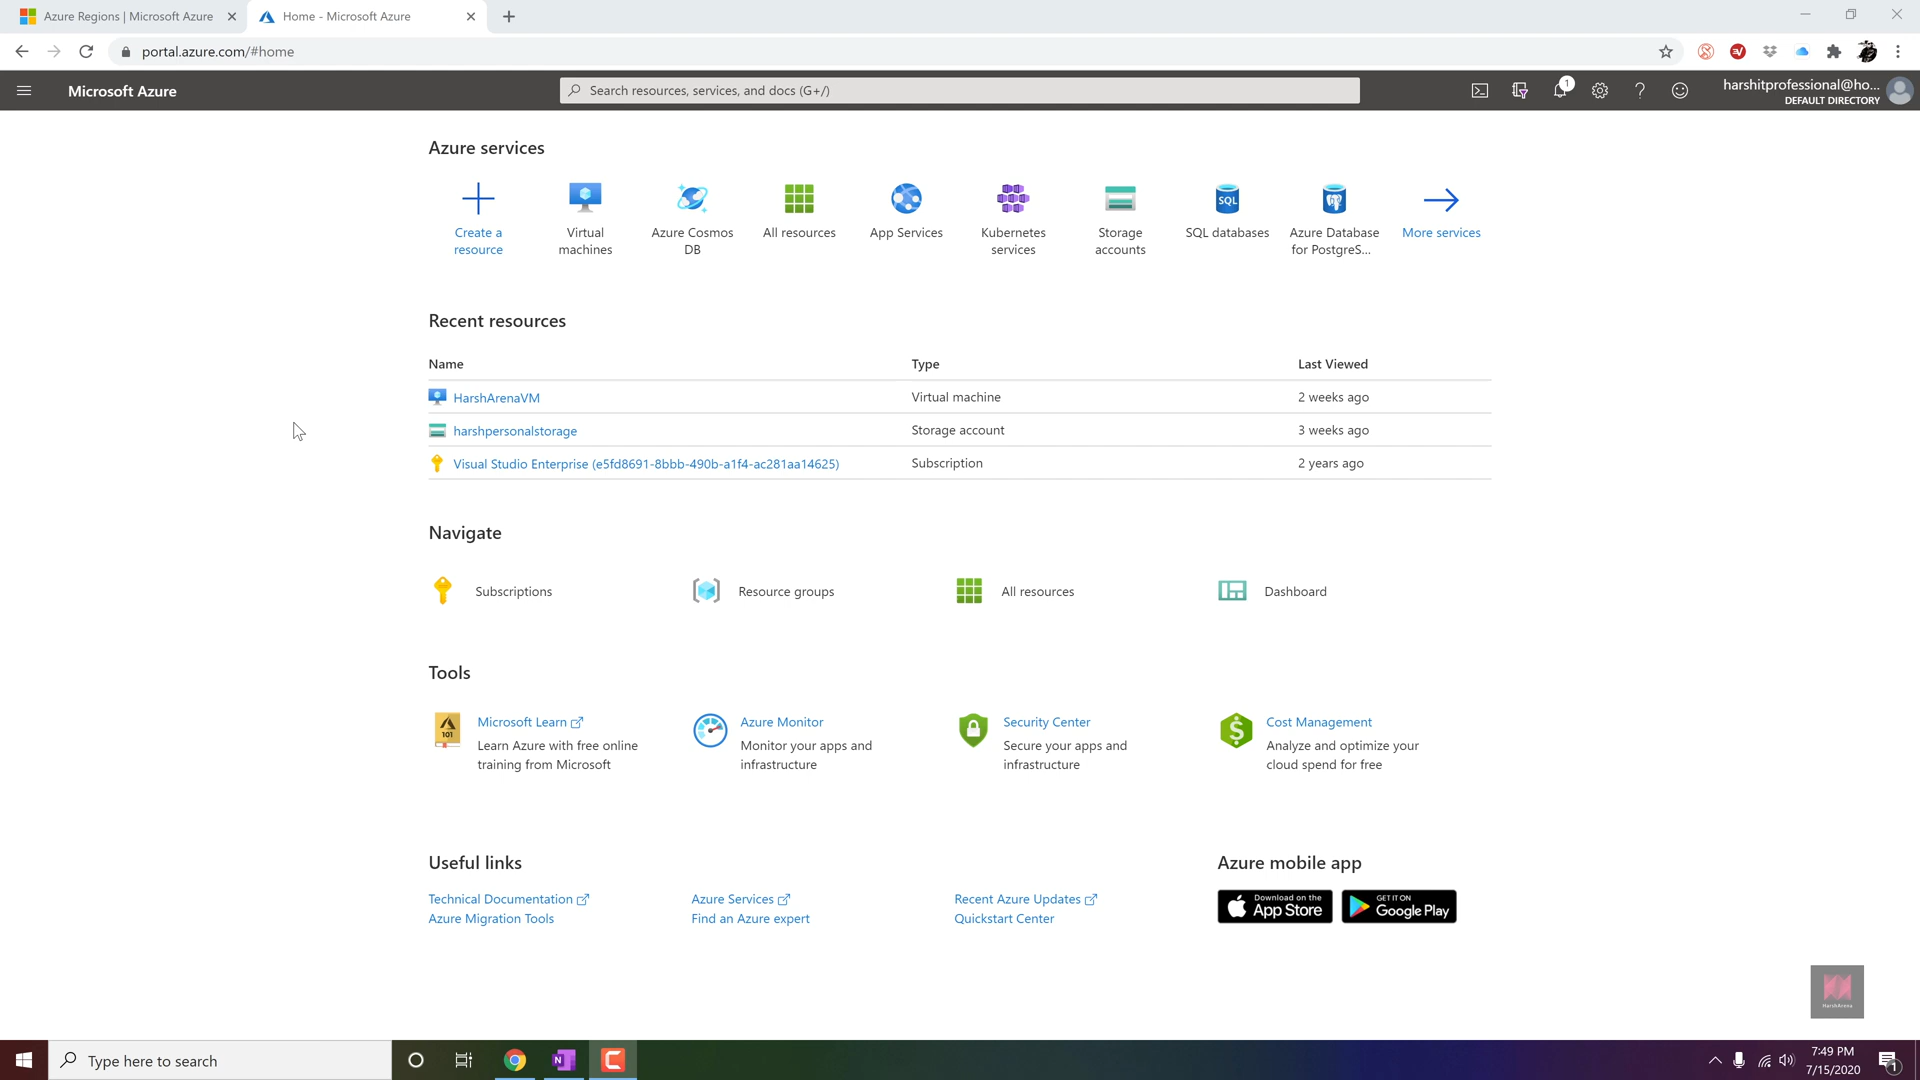 Azure Regions | Microsoft Azure
Home - Microsoft Azure
portal.azure.com/#home
Microsoft Azure
Search resources, services, and docs (G+/)
1
harshitprofessional@ho...
DEFAULT DIRECTORY
Azure services
Create a
resource
Virtual
machines
Azure Cosmos
DB
All resources
App Services
Kubernetes
services
Storage
accounts
SQL
SQL databases
Azure Database
for PostgreS...
More services
Recent resources
Name Type Last Viewed
HarshArenaVM Virtual machine 2 weeks ago
harshpersonalstorage Storage account 3 weeks ago
Visual Studio Enterprise (e5fd8691-8bbb-490b-a1f4-ac281aa14625) Subscription 2 years ago
Navigate
Subscriptions Resource groups All resources Dashboard
Tools
101
Microsoft Learn
Learn Azure with free online
training from Microsoft
Azure Monitor
Monitor your apps and
infrastructure
Security Center
Secure your apps and
infrastructure
Cost Management
Analyze and optimize your
cloud spend for free
Useful links
Technical Documentation
Azure Migration Tools
Azure Services
Find an Azure expert
Recent Azure Updates
Quickstart Center
Azure mobile app
Download on the
App Store
GET IT ON
Google Play
HarshArena
Type here to search
N
7:49 PM
7/15/2020
1